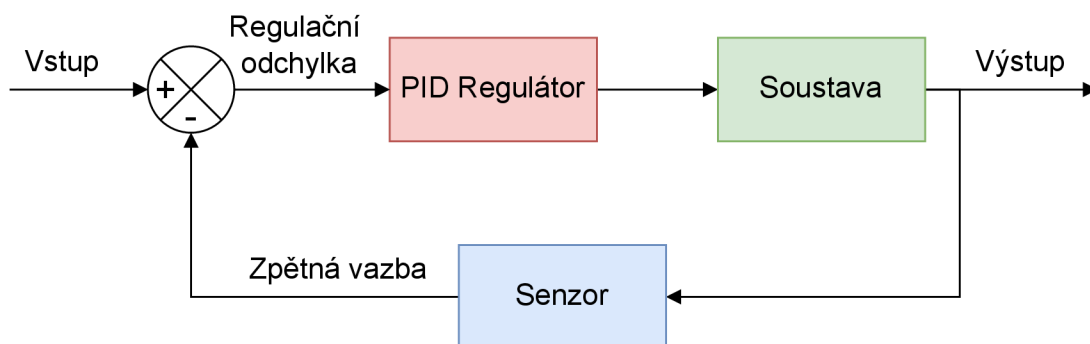 Vstup
+
-
Regulační
odchylka
PID Regulátor
Soustava
Výstup
Zpětná vazba
Senzor